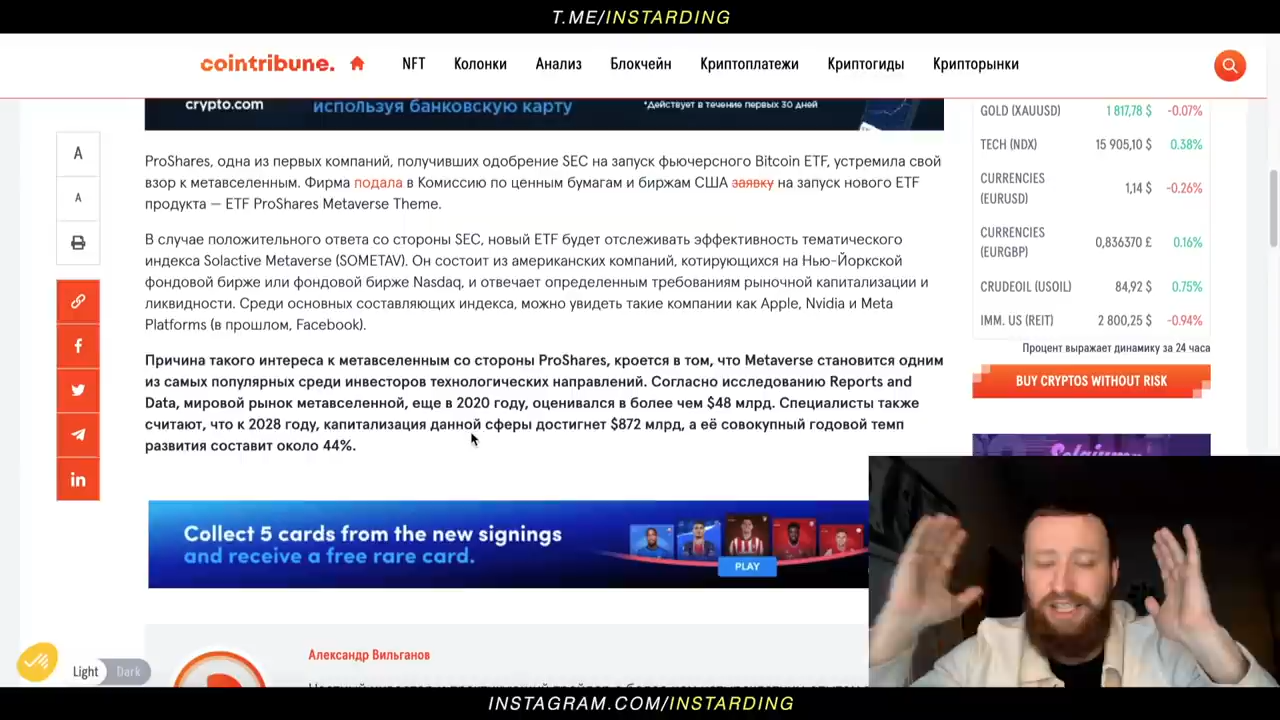 T.ME/INSTARDING
cointribune.
NFT Колонки Анализ Блокчейн Криптоплатежи Криптогиды Крипторынки
crypto.com используя банковскую карту *Действует в течение первых 30 дней
A
A
ProShares, одна из первых компаний, получивших одобрение SEC на запуск фьючерсного Bitcoin ETF, устремила свой
взор к метавселенным. Фирма подала в Комиссию по ценным бумагам и биржам США заявку на запуск нового ETF
продукта — ETF ProShares Metaverse Theme.
В случае положительного ответа со стороны SEC, новый ETF будет отслеживать эффективность тематического
индекса Solactive Metaverse (SOMETAV). Он состоит из американских компаний, котирующихся на Нью-Йоркской
фондовой бирже или фондовой бирже Nasdaq, и отвечает определенным требованиям рыночной капитализации и
ликвидности. Среди основных составляющих индекса, можно увидеть такие компании как Apple, Nvidia и Meta
Platforms (в прошлом, Facebook).
Причина такого интереса к метавселенным со стороны ProShares, кроется в том, что Metaverse становится одним
из самых популярных среди инвесторов технологических направлений. Согласно исследованию Reports and
Data, мировой рынок метавселенной, еще в 2020 году, оценивался в более чем $48 млрд. Специалисты также
считают, что к 2028 году, капитализация данной сферы достигнет $872 млрд, а её совокупный годовой темп
развития составит около 44%.
Collect 5 cards from the new signings
and receive a free rare card.
PLAY
Александр Вильганов
Light Dark
GOLD (XAUUSD) 1 817,78 $ -0.07%
TECH (NDX) 15 905,10 $ 0.38%
CURRENCIES
(EURUSD) 1,14 $ -0.26%
CURRENCIES
(EURGBP) 0,836370 £ 0.16%
CRUDEOIL (USOIL) 84,92 $ 0.75%
IMM. US (REIT) 2 800,25 $ -0.94%
Процент выражает динамику за 24 часа
BUY CRYPTOS WITHOUT RISK
INSTAGRAM.COM/INSTARDING